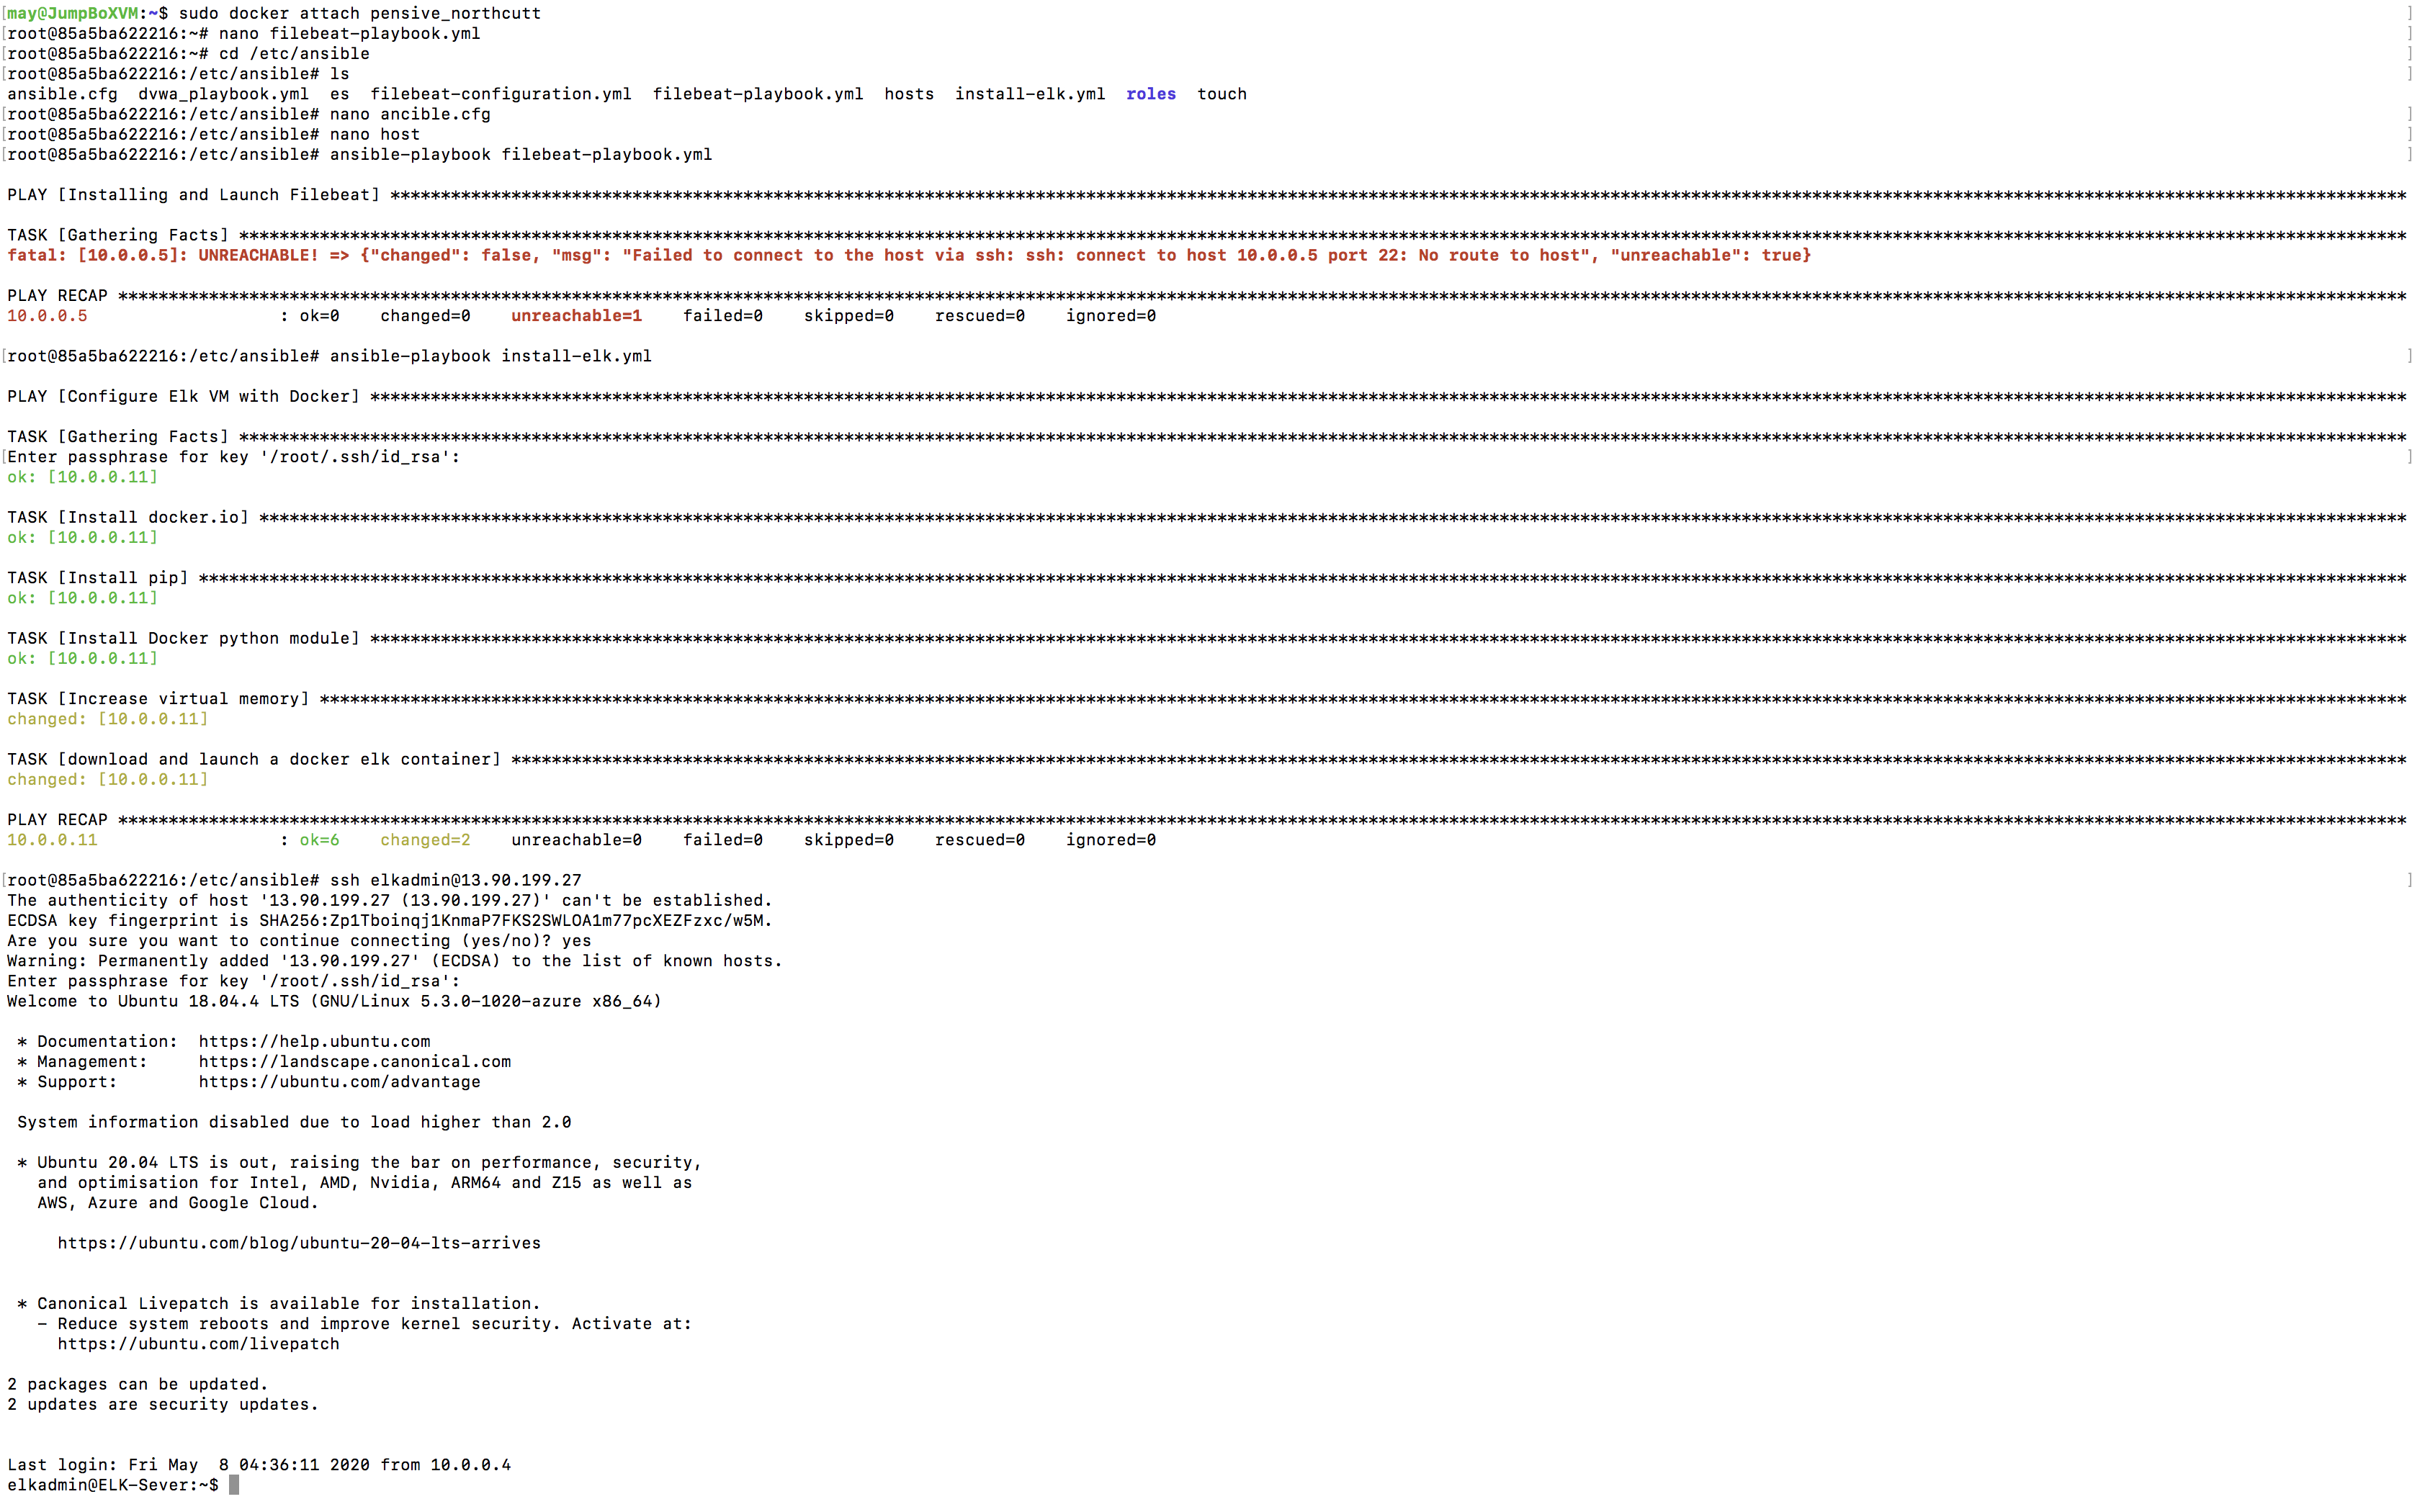 [may@JumpBoXVM:~$ sudo docker attach pensive_northcutt ]
[root@85a5ba622216:~# nano filebeat-playbook.yml ]
[root@85a5ba622216:~# cd /etc/ansible ]
[root@85a5ba622216:/etc/ansible# ls ]
ansible.cfg  dvwa_playbook.yml  es  filebeat-configuration.yml  filebeat-playbook.yml  hosts  install-elk.yml  roles  touch
[root@85a5ba622216:/etc/ansible# nano ancible.cfg ]
[root@85a5ba622216:/etc/ansible# nano host ]
[root@85a5ba622216:/etc/ansible# ansible-playbook filebeat-playbook.yml ]
PLAY [Installing and Launch Filebeat] ****************************************
TASK [Gathering Facts] ****************************************
fatal: [10.0.0.5]: UNREACHABLE! => {"changed": false, "msg": "Failed to connect to the host via ssh: ssh: connect to host 10.0.0.5 port 22: No route to host", "unreachable": true}
PLAY RECAP ****************************************
10.0.0.5                   : ok=0    changed=0    unreachable=1    failed=0    skipped=0    rescued=0    ignored=0
[root@85a5ba622216:/etc/ansible# ansible-playbook install-elk.yml ]
PLAY [Configure Elk VM with Docker] ****************************************
TASK [Gathering Facts] ****************************************
[Enter passphrase for key '/root/.ssh/id_rsa': ]
ok: [10.0.0.11]
TASK [Install docker.io] ****************************************
ok: [10.0.0.11]
TASK [Install pip] ****************************************
ok: [10.0.0.11]
TASK [Install Docker python module] ****************************************
ok: [10.0.0.11]
TASK [Increase virtual memory] ****************************************
changed: [10.0.0.11]
TASK [download and launch a docker elk container] ****************************************
changed: [10.0.0.11]
PLAY RECAP ****************************************
10.0.0.11                  : ok=6    changed=2    unreachable=0    failed=0    skipped=0    rescued=0    ignored=0
[root@85a5ba622216:/etc/ansible# ssh elkadmin@13.90.199.27 ]
The authenticity of host '13.90.199.27 (13.90.199.27)' can't be established.
ECDSA key fingerprint is SHA256:Zp1Tboinqj1KnmaP7FKS2SWLOA1m77pcXEZFzxc/w5M.
Are you sure you want to continue connecting (yes/no)? yes
Warning: Permanently added '13.90.199.27' (ECDSA) to the list of known hosts.
Enter passphrase for key '/root/.ssh/id_rsa':
Welcome to Ubuntu 18.04.4 LTS (GNU/Linux 5.3.0-1020-azure x86_64)
* Documentation:  https://help.ubuntu.com
* Management:     https://landscape.canonical.com
* Support:        https://ubuntu.com/advantage
System information disabled due to load higher than 2.0
* Ubuntu 20.04 LTS is out, raising the bar on performance, security,
and optimisation for Intel, AMD, Nvidia, ARM64 and Z15 as well as
AWS, Azure and Google Cloud.
https://ubuntu.com/blog/ubuntu-20-04-lts-arrives
* Canonical Livepatch is available for installation.
- Reduce system reboots and improve kernel security. Activate at:
https://ubuntu.com/livepatch
2 packages can be updated.
2 updates are security updates.
Last login: Fri May  8 04:36:11 2020 from 10.0.0.4
elkadmin@ELK-Sever:~$